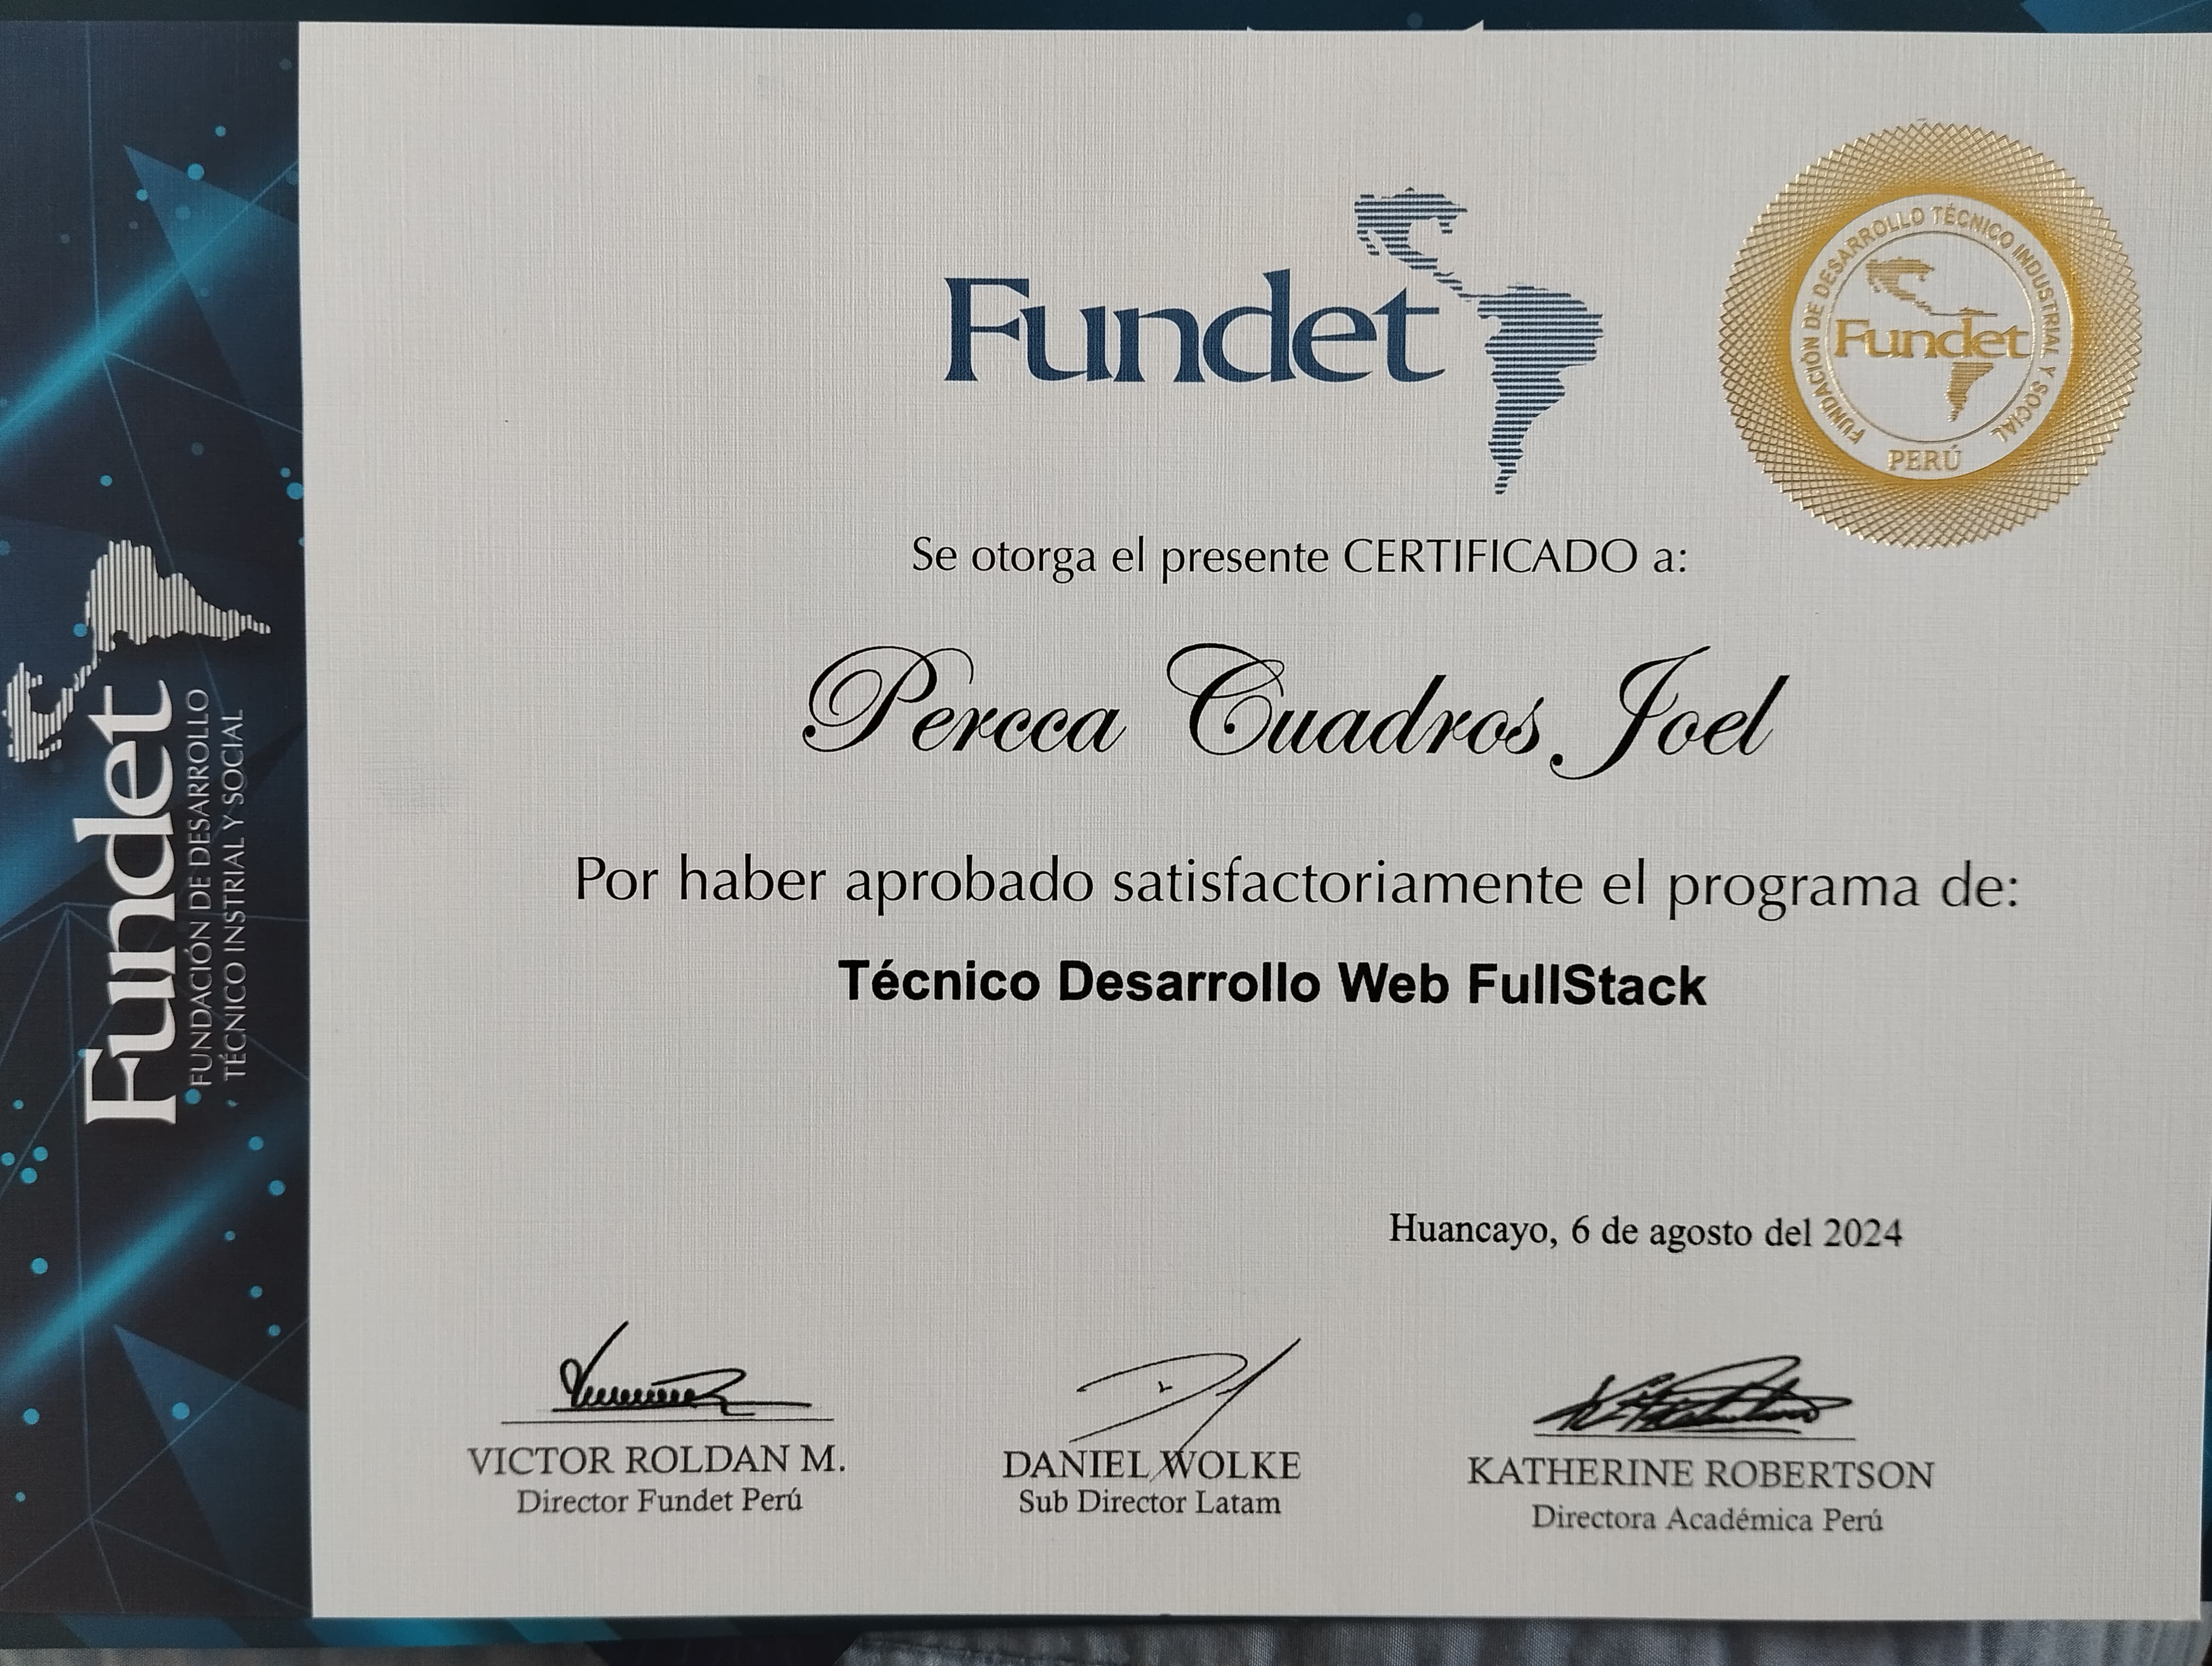 Fundet
FUNDACIÓN DE DESARROLLO
TÉCNICO INSTRIAL Y SOCIAL
Fundet
FUNDACIÓN DE DESARROLLO TÉCNICO INDUSTRIAL Y SOCIAL
Fundet
PERÚ
Se otorga el presente CERTIFICADO a:
Percca Cuadros Joel
Por haber aprobado satisfactoriamente el programa de:
Técnico Desarrollo Web FullStack
Huancayo, 6 de agosto del 2024
VICTOR ROLDAN M.
Director Fundet Perú
DANIEL WOLKE
Sub Director Latam
KATHERINE ROBERTSON
Directora Académica Perú